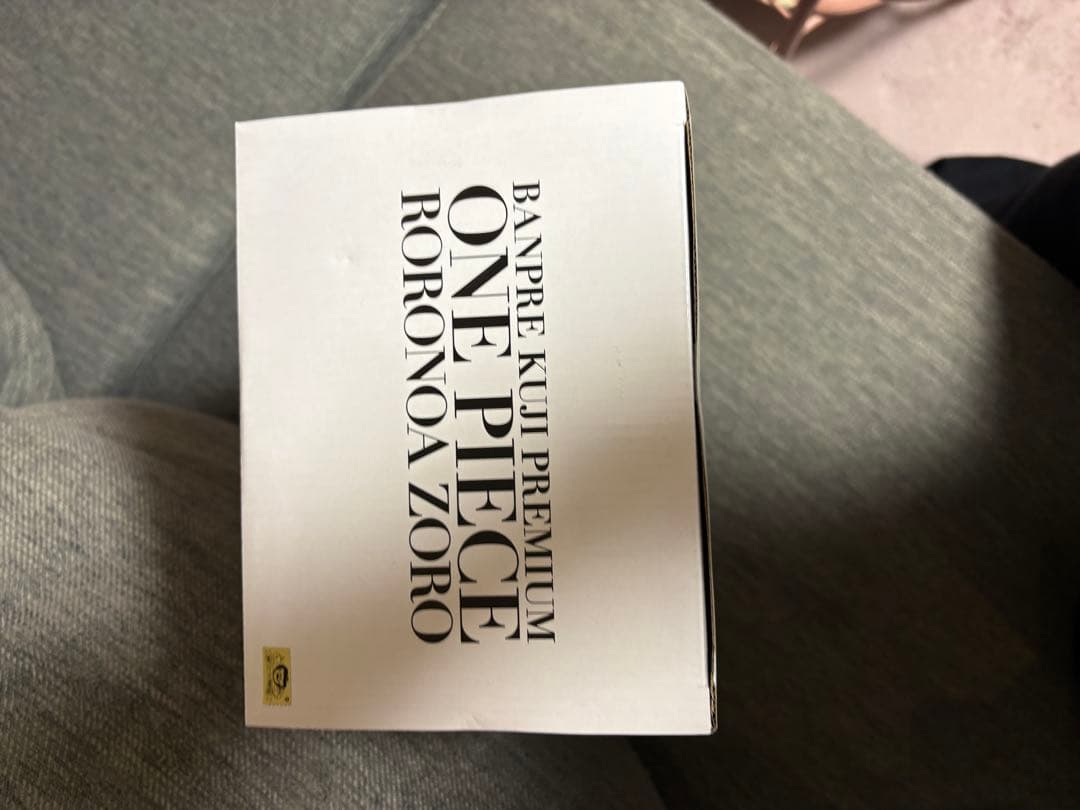 BANPRE KUJI PREMIUM
ONE PIECE
RORONOA ZORO